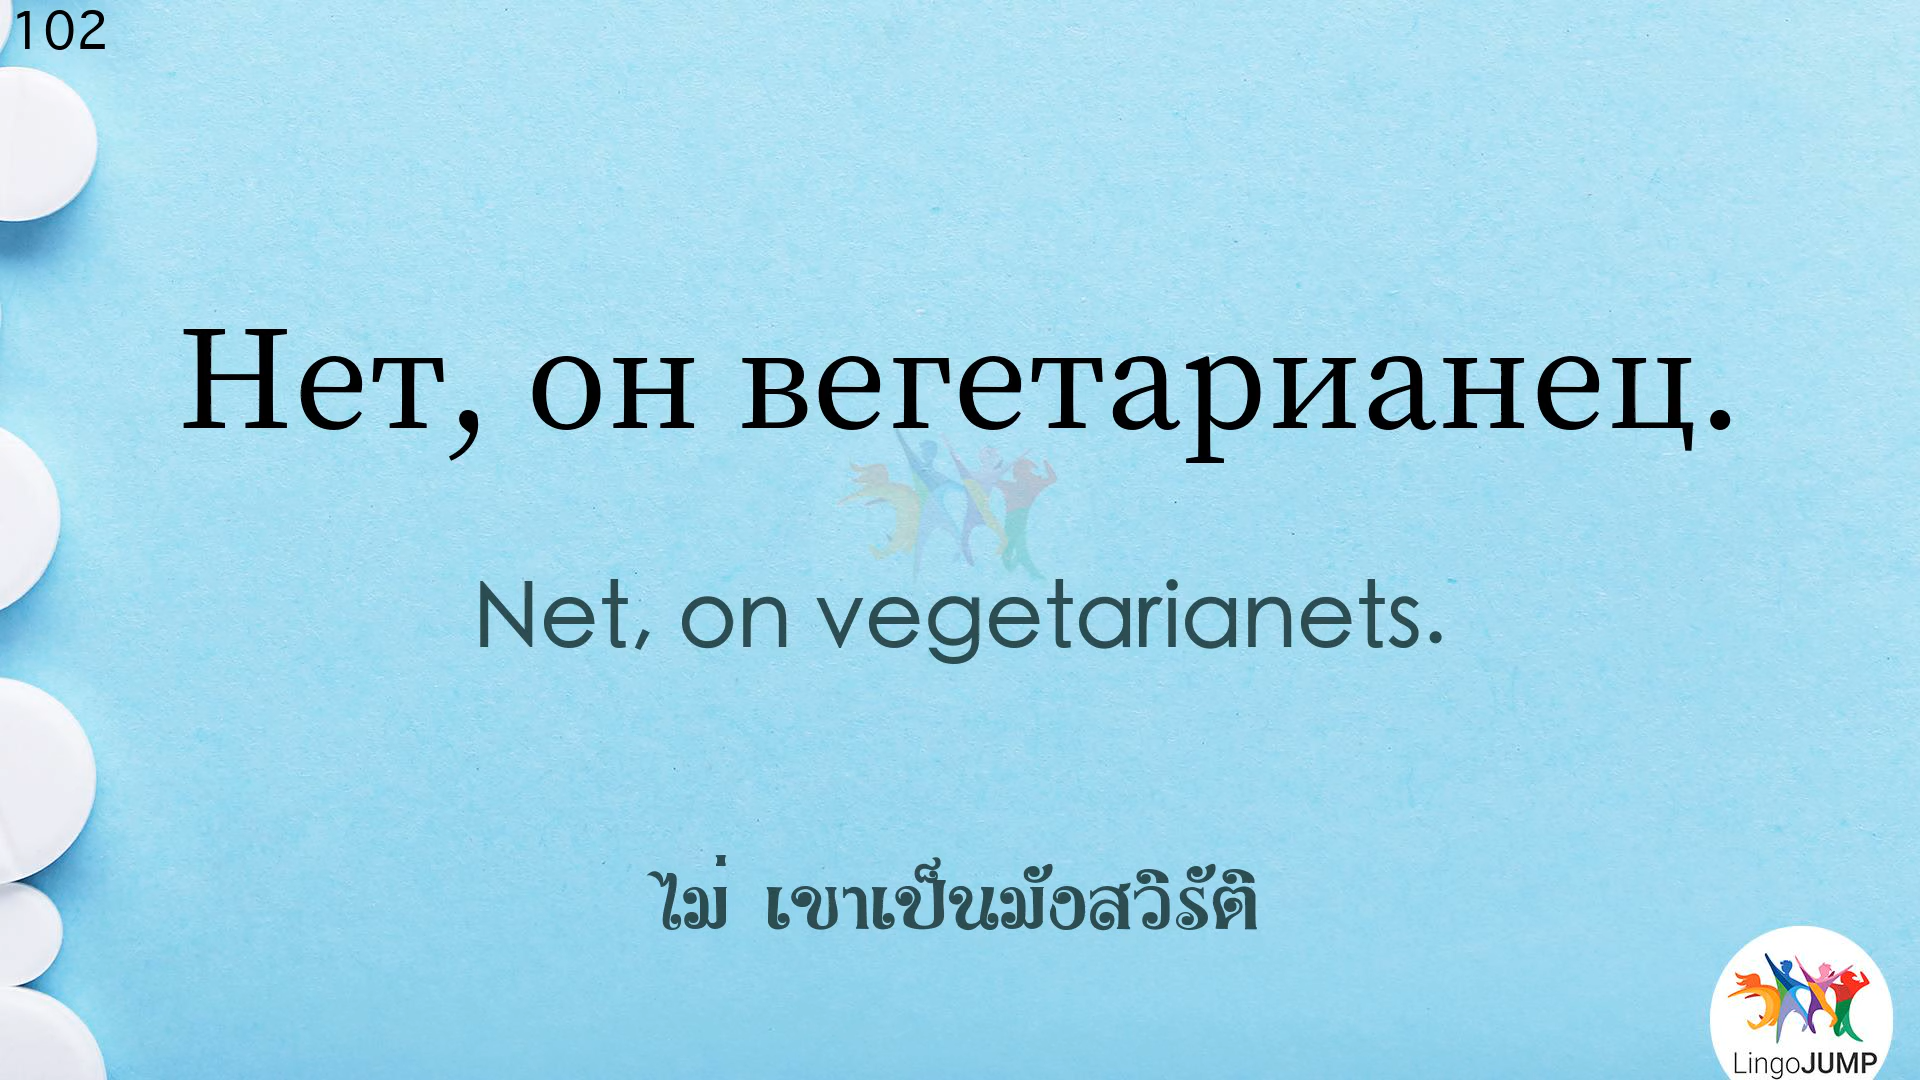 102
Нет, он вегетарианец.
Net, on vegetarianets.
ไม่ เขาเป็นมังสวิรัติ
LingoJUMP